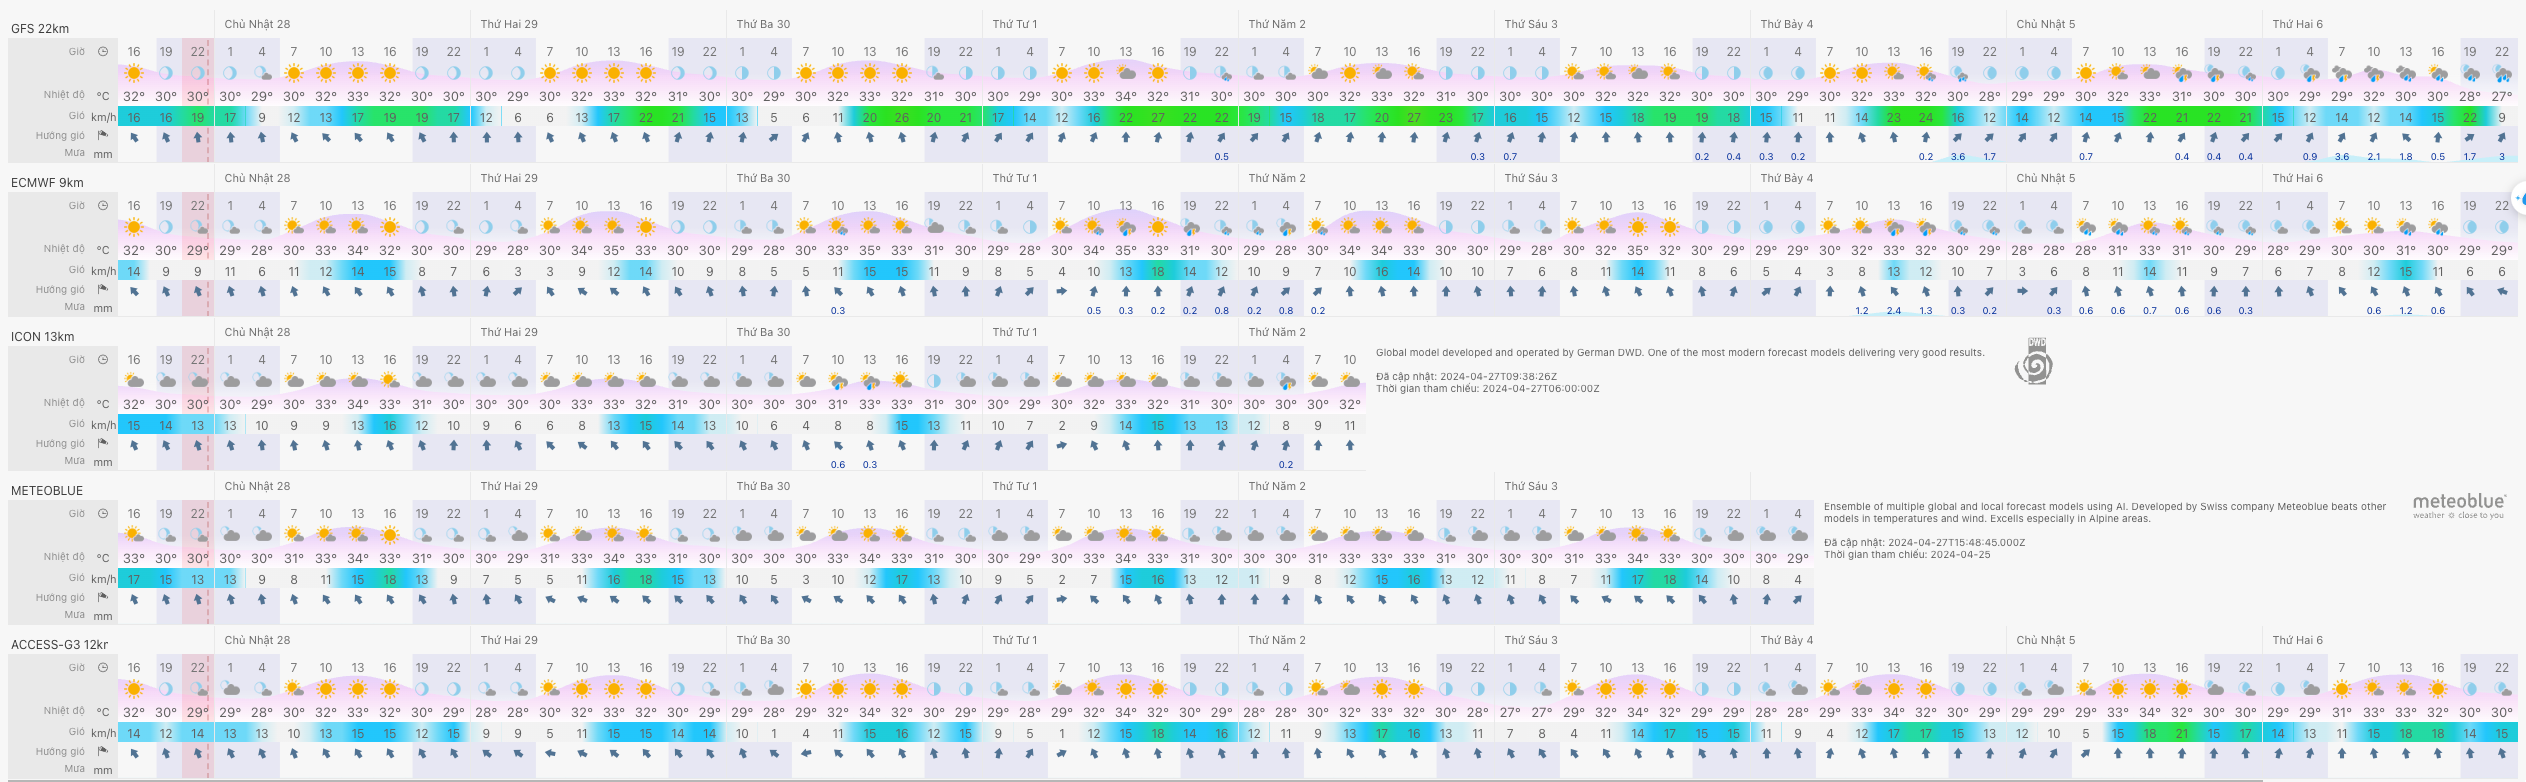 GFS 22km
Chủ Nhật 28 Thứ Hai 29 Thứ Ba 30 Thứ Tư 1 Thứ Năm 2 Thứ Sáu 3 Thứ Bảy 4 Chủ Nhật 5 Thứ Hai 6
Giờ 16 19 22 1 4 7 10 13 16 19 22 1 4 7 10 13 16 19 22 1 4 7 10 13 16 19 22 1 4 7 10 13 16 19 22 1 4 7 10 13 16 19 22 1 4 7 10 13 16 19 22 1 4 7 10 13 16 19 22 1 4 7 10 13 16 19 22 1 4 7 10 13 16 19 22
Nhiệt độ °C 32° 30° 30° 30° 29° 30° 32° 33° 32° 30° 30° 30° 29° 30° 32° 33° 32° 31° 30° 30° 29° 30° 32° 33° 32° 31° 30° 30° 30° 30° 32° 34° 32° 31° 30° 30° 30° 30° 32° 33° 32° 31° 30° 30° 30° 30° 32° 33° 32° 30° 30° 30° 29° 30° 32° 33° 32° 30° 30° 30° 30° 30° 32° 33° 31° 30° 30° 30° 29° 29° 31° 32° 30° 28° 27°
Gió km/h 16 16 19 17 9 12 13 17 19 19 17 12 6 6 13 17 22 21 15 13 5 6 11 20 26 20 21 17 14 12 16 22 27 22 22 19 15 18 17 20 27 23 17 16 15 12 15 18 19 19 18 15 11 11 14 23 24 16 12 14 12 14 15 22 21 22 21 15 12 14 12 14 15 22 9
Hướng gió
Mưa mm 0.5 0.3 0.7 0.2 0.4 0.3 0.2 0.2 3.6 1.7 0.7 0.4 0.4 0.4 0.9 3.6 2.1 1.8 0.5 1.7 3
ECMWF 9km
Chủ Nhật 28 Thứ Hai 29 Thứ Ba 30 Thứ Tư 1 Thứ Năm 2 Thứ Sáu 3 Thứ Bảy 4 Chủ Nhật 5 Thứ Hai 6
Giờ 16 19 22 1 4 7 10 13 16 19 22 1 4 7 10 13 16 19 22 1 4 7 10 13 16 19 22 1 4 7 10 13 16 19 22 1 4 7 10 13 16 19 22 1 4 7 10 13 16 19 22 1 4 7 10 13 16 19 22 1 4 7 10 13 16 19 22 1 4 7 10 13 16 19 22
Nhiệt độ °C 32° 30° 29° 29° 28° 30° 33° 34° 32° 30° 30° 30° 29° 30° 34° 35° 33° 30° 30° 29° 28° 30° 33° 35° 33° 31° 30° 30° 29° 30° 34° 35° 33° 31° 30° 29° 28° 30° 34° 34° 33° 30° 30° 29° 28° 29° 32° 35° 32° 30° 30° 29° 28° 30° 32° 33° 32° 30° 29° 28° 28° 28° 31° 33° 31° 30° 29° 28° 29° 30° 30° 31° 30° 29° 29°
Gió km/h 14 9 9 11 6 11 12 14 15 8 7 6 3 3 9 12 14 10 9 8 5 5 11 15 15 11 9 8 5 4 10 13 18 14 12 10 9 7 10 16 14 10 10 7 6 8 11 14 11 8 6 5 4 3 8 13 12 10 7 3 6 8 11 14 11 9 7 6 7 8 12 15 11 6 6
Hướng gió
Mưa mm 0.3 0.5 0.3 0.2 0.2 0.8 0.2 0.8 0.2 1.2 2.4 1.3 0.3 0.2 0.3 0.6 0.6 0.7 0.6 0.6 0.3 0.6 1.2 0.6
ICON 13km
Chủ Nhật 28 Thứ Hai 29 Thứ Ba 30 Thứ Tư 1 Thứ Năm 2
Giờ 16 19 22 1 4 7 10 13 16 19 22 1 4 7 10 13 16 19 22 1 4 7 10 13 16 19 22 1 4 7 10 13 16 19 22 1 4 7 10
Nhiệt độ °C 32° 30° 30° 30° 29° 30° 33° 34° 33° 31° 30° 30° 29° 30° 33° 33° 32° 31° 30° 30° 30° 30° 31° 33° 33° 31° 30° 30° 29° 30° 32° 33° 32° 31° 30° 30° 30° 30° 32°
Gió km/h 15 14 13 13 10 9 9 13 16 12 10 9 6 6 8 13 15 14 13 10 6 4 8 8 15 13 11 10 7 2 9 14 15 13 13 12 8 9 11
Hướng gió
Mưa mm 0.6 0.3 0.2
Global model developed and operated by German DWD. One of the most modern forecast models delivering very good results.
Đã cập nhật: 2024-04-27T09:38:26Z
Thời gian tham chiếu: 2024-04-27T06:00:00Z
DWD
METEOBLUE
Chủ Nhật 28 Thứ Hai 29 Thứ Ba 30 Thứ Tư 1 Thứ Năm 2 Thứ Sáu 3
Giờ 16 19 22 1 4 7 10 13 16 19 22 1 4 7 10 13 16 19 22 1 4 7 10 13 16 19 22 1 4 7 10 13 16 19 22 1 4 7 10 13 16 19 22 1 4 7 10 13 16 19 22 1 4
Nhiệt độ °C 33° 30° 30° 30° 30° 31° 33° 34° 33° 31° 30° 30° 29° 31° 33° 34° 33° 31° 30° 30° 30° 30° 33° 34° 33° 31° 30° 30° 29° 30° 33° 34° 33° 31° 30° 30° 30° 31° 33° 33° 33° 31° 30° 30° 30° 31° 33° 34° 33° 30° 30° 30° 29°
Gió km/h 17 15 13 13 9 8 11 15 18 13 9 7 5 5 11 16 18 15 13 10 5 3 10 12 17 13 10 9 5 2 7 15 16 13 12 11 9 8 12 15 16 13 12 11 8 7 11 17 18 14 10 8 4
Hướng gió
Mưa mm
Ensemble of multiple global and local forecast models using AI. Developed by Swiss company Meteoblue beats other
models in temperatures and wind. Excells especially in Alpine areas.
Đã cập nhật: 2024-04-27T15:48:45.000Z
Thời gian tham chiếu: 2024-04-25
meteoblue
weather close to you
ACCESS-G3 12kr
Chủ Nhật 28 Thứ Hai 29 Thứ Ba 30 Thứ Tư 1 Thứ Năm 2 Thứ Sáu 3 Thứ Bảy 4 Chủ Nhật 5 Thứ Hai 6
Giờ 16 19 22 1 4 7 10 13 16 19 22 1 4 7 10 13 16 19 22 1 4 7 10 13 16 19 22 1 4 7 10 13 16 19 22 1 4 7 10 13 16 19 22 1 4 7 10 13 16 19 22 1 4 7 10 13 16 19 22 1 4 7 10 13 16 19 22 1 4 7 10 13 16 19 22
Nhiệt độ °C 32° 30° 29° 29° 28° 30° 33° 33° 32° 30° 29° 28° 28° 30° 33° 33° 32° 30° 29° 28° 28° 29° 32° 34° 32° 30° 29° 29° 28° 30° 33° 34° 32° 30° 29° 28° 28° 30° 32° 33° 32° 30° 28° 27° 27° 29° 32° 34° 32° 30° 29° 28° 28° 29° 33° 34° 33° 30° 29° 29° 28° 29° 33° 34° 32° 30° 30° 29° 29° 31° 33° 33° 32° 30° 30°
Gió km/h 14 12 14 13 13 10 13 15 15 12 15 9 9 5 11 15 15 14 14 10 1 4 11 15 16 12 15 9 5 1 12 15 18 14 16 12 11 9 13 17 16 13 11 7 8 4 11 14 17 15 15 11 9 4 12 17 17 15 13 12 10 5 15 18 21 15 17 14 13 11 15 18 18 14 15
Hướng gió
Mưa mm